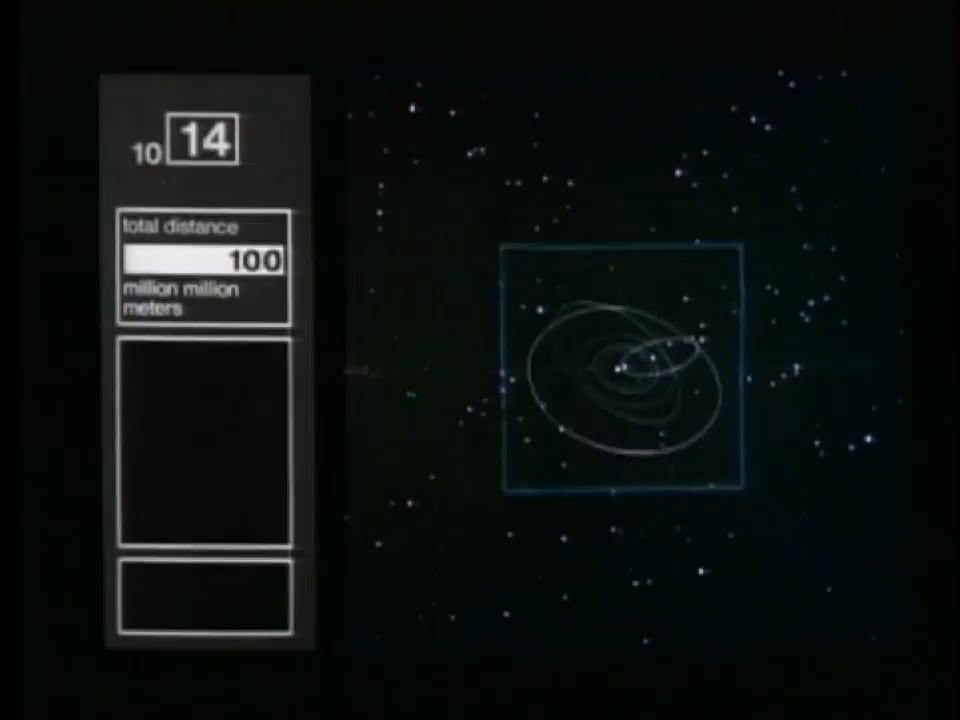 10 14
total distance
100
million million
meters